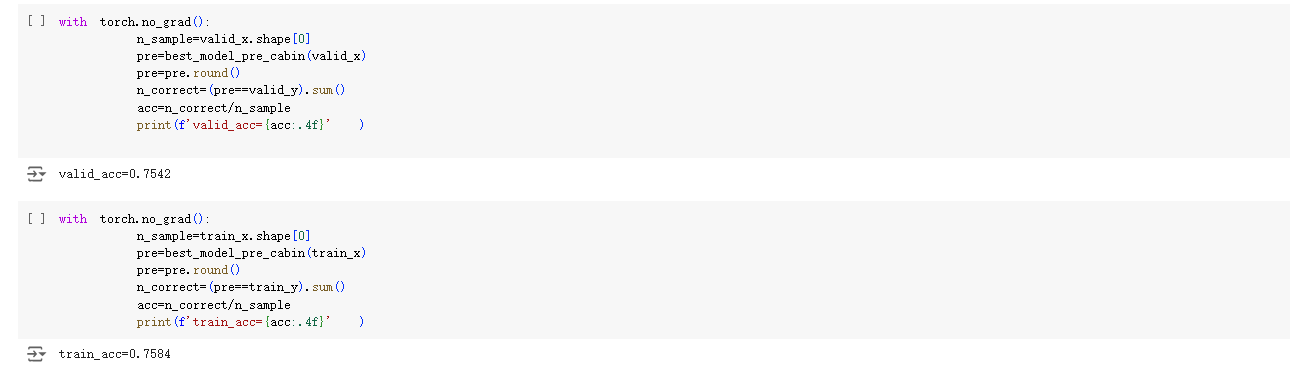 [ ] with torch.no_grad():
n_sample=valid_x.shape[0]
pre=best_model_pre_cabin(valid_x)
pre=pre.round()
n_correct=(pre==valid_y).sum()
acc=n_correct/n_sample
print(f'valid_acc={acc:.4f}' )
valid_acc=0.7542
[ ] with torch.no_grad():
n_sample=train_x.shape[0]
pre=best_model_pre_cabin(train_x)
pre=pre.round()
n_correct=(pre==train_y).sum()
acc=n_correct/n_sample
print(f'train_acc={acc:.4f}' )
train_acc=0.7584